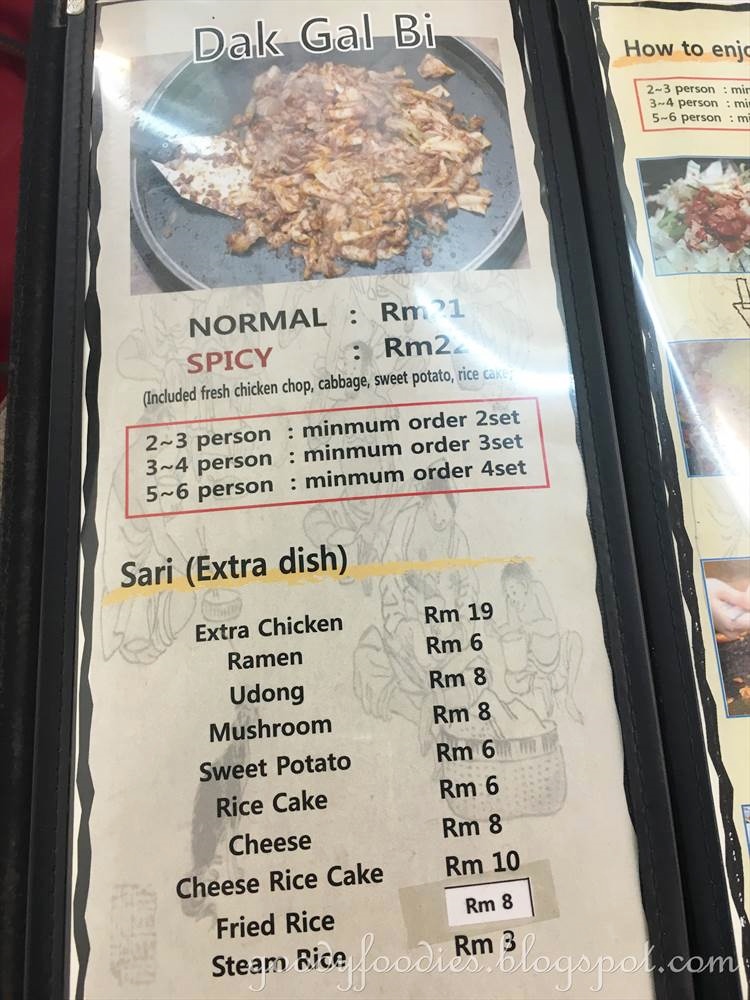 Dak Gal Bi
NORMAL : Rm21
SPICY : Rm22
(Included fresh chicken chop, cabbage, sweet potato, rice cake)
2~3 person : minmum order 2set
3~4 person : minmum order 3set
5~6 person : minmum order 4set
Sari (Extra dish)
Extra Chicken Rm 19
Ramen Rm 6
Udong Rm 8
Mushroom Rm 8
Sweet Potato Rm 6
Rice Cake Rm 6
Cheese Rm 8
Cheese Rice Cake Rm 10
Fried Rice Rm 8
Steam Rice Rm 3
How to enjo
2~3 person : mi
3~4 person : mi
5~6 person : m
goodyfoodies.blogspot.com